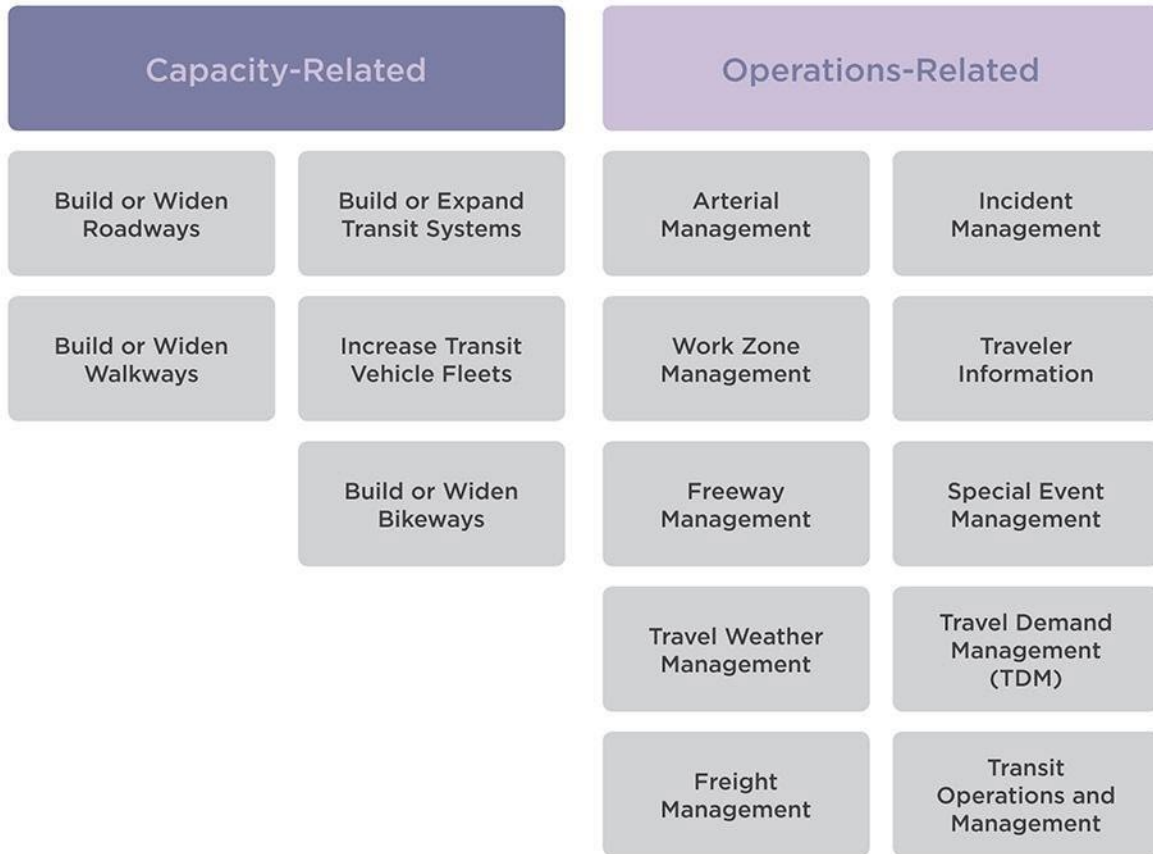 Capacity-Related
Operations-Related
Build or Widen
Roadways
Build or Expand
Transit Systems
Arterial
Management
Incident
Management
Build or Widen
Walkways
Increase Transit
Vehicle Fleets
Work Zone
Management
Traveler
Information
Build or Widen
Bikeways
Freeway
Management
Special Event
Management
Travel Weather
Management
Travel Demand
Management
(TDM)
Freight
Management
Transit
Operations and
Management